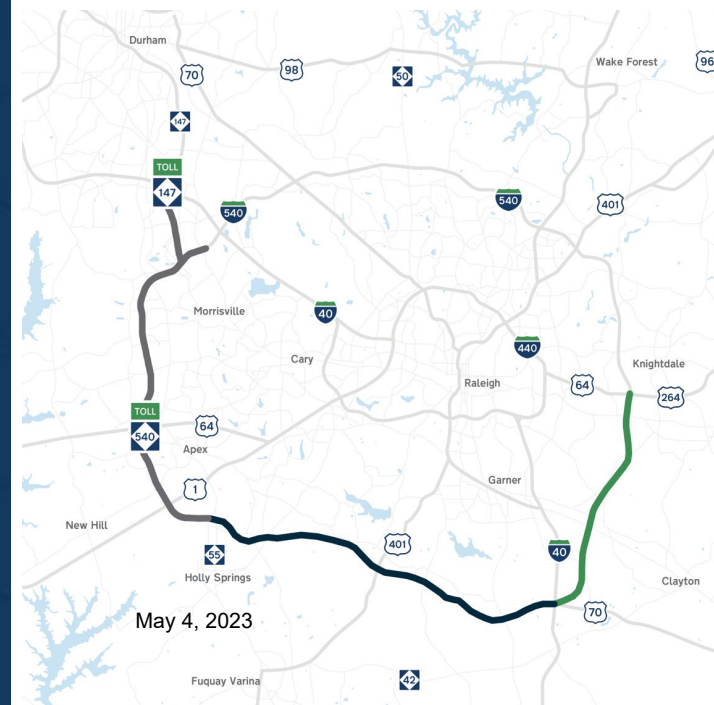 Durham
Wake Forest
70
98
50
96
147
TOLL
147
540
540
401
Morrisville
40
Cary
440
Knightdale
Raleigh
64
264
TOLL
540
64
Apex
1
Garner
New Hill
55
401
40
Holly Springs
Clayton
May 4, 2023
70
Fuquay Varina
42